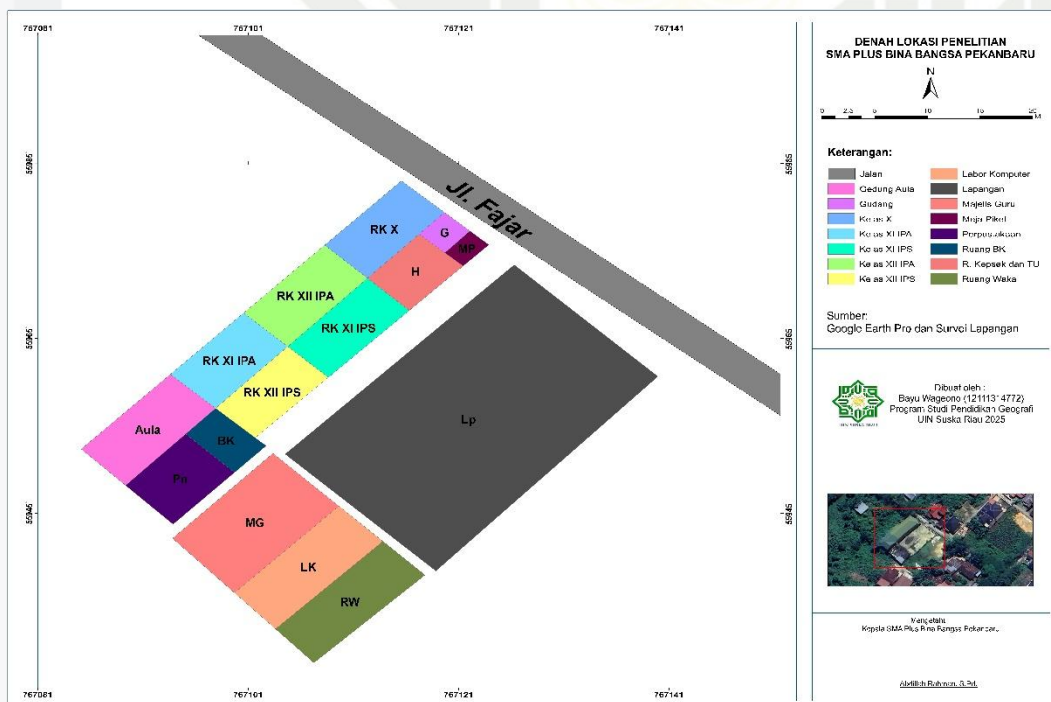 767081
767101
767121
767141
DENAH LOKASI PENELITIAN
SMA PLUS BINA BANGSA PEKANBARU
N
0 2,5 5 10 15 20
M
Keterangan:
Jalan
Gedung Aula
Gudang
Kelas X
Kelas XI IPA
Kelas XI IPS
Kelas XII IPA
Kelas XII IPS
Labor Komputer
Lapangan
Majelis Guru
Meja Piket
Perpustakaan
Ruang BK
R. Kepsek dan TU
Ruang Waka
Sumber:
Google Earth Pro dan Survei Lapangan
Dibuat oleh :
Bayu Wageono
Program Studi Pendidikan Geografi
UIN Suska Riau 2025
UIN SUSKA RIAU
Mengetahui
Kepala SMA Plus Bina Bangsa Pekanbaru
Jl. Fajar
RK X
G
MP
H
RK XII IPA
RK XI IPS
RK XI IPA
RK XII IPS
Aula
BK
Pn
Lp
MG
LK
RW
767081
767101
767121
767141